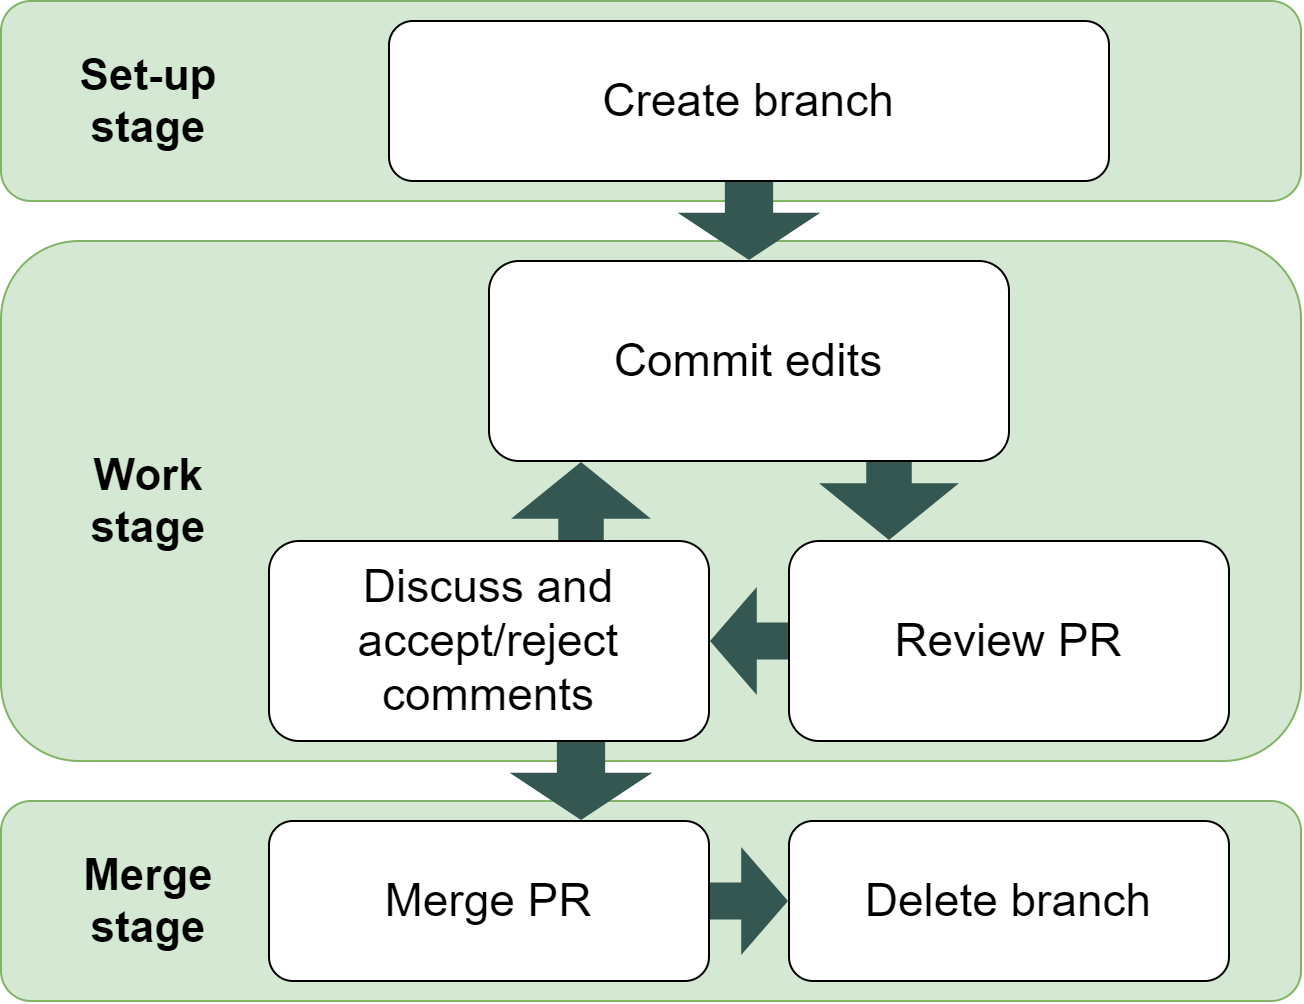 Set-up
stage
Create branch
Work
stage
Commit edits
Discuss and
accept/reject
comments
Review PR
Merge
stage
Merge PR
Delete branch